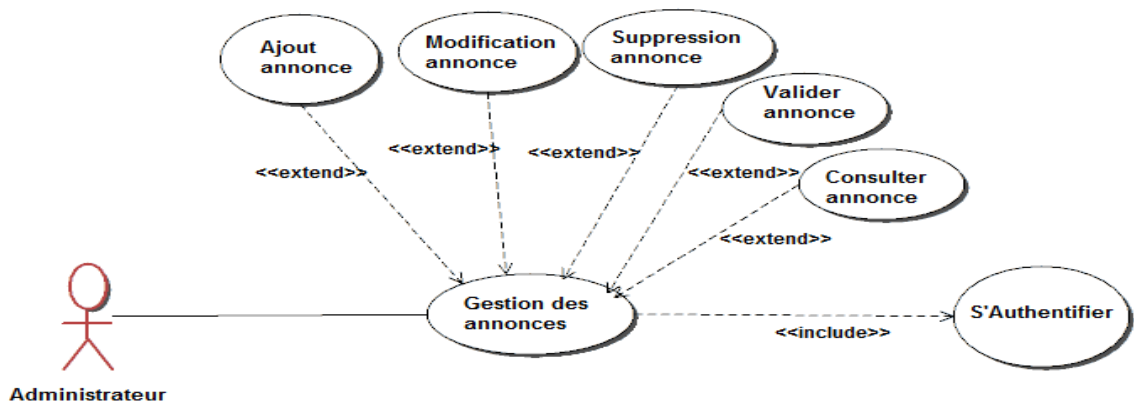 Ajout
annonce
Modification
annonce
Suppression
annonce
Valider
annonce
Consulter
annonce
<<extend>>
<<extend>>
<<extend>>
<<extend>>
<<extend>>
Gestion des
annonces
<<include>>
S'Authentifier
Administrateur